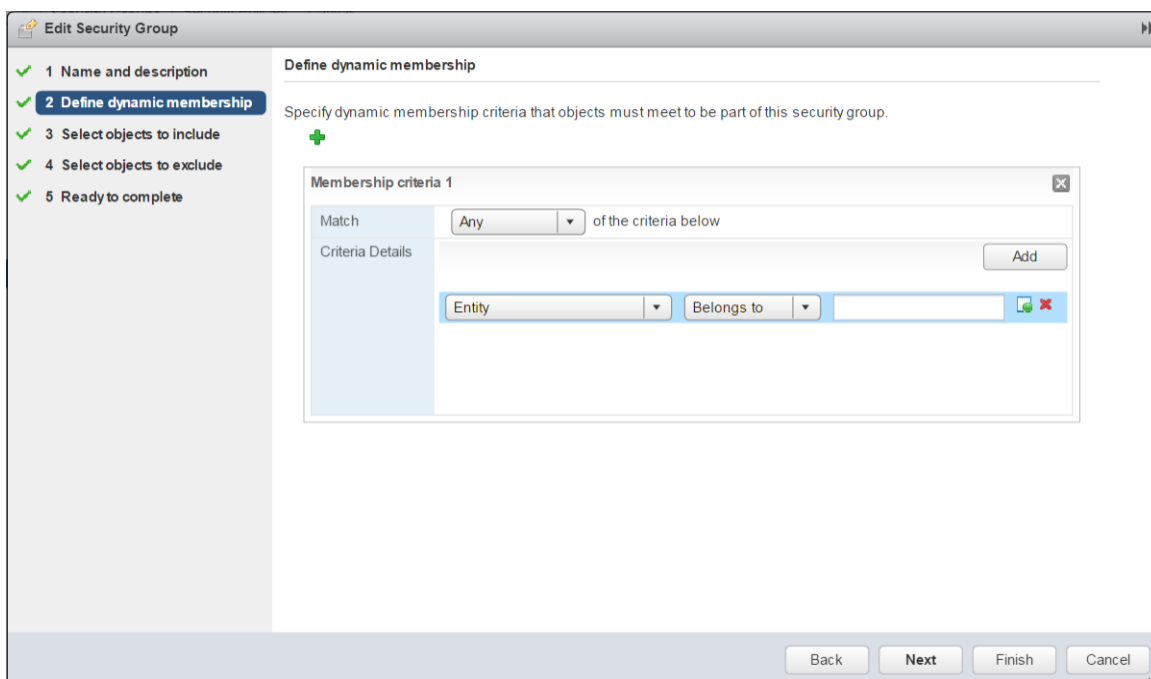 Edit Security Group
1 Name and description
2 Define dynamic membership
3 Select objects to include
4 Select objects to exclude
5 Ready to complete
Define dynamic membership
Specify dynamic membership criteria that objects must meet to be part of this security group.
Membership criteria 1
Match Any of the criteria below
Criteria Details Add
Entity Belongs to
Back Next Finish Cancel